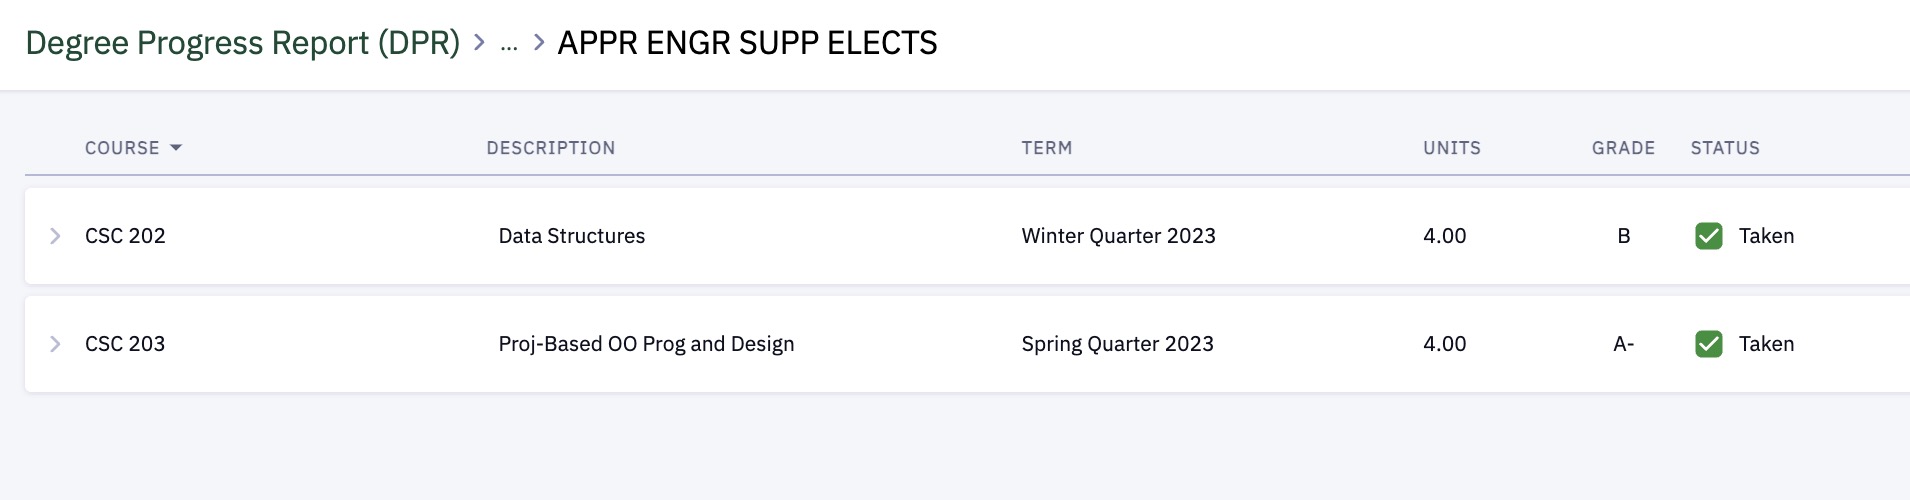 Degree Progress Report (DPR) > ... > APPR ENGR SUPP ELECTS
COURSE DESCRIPTION TERM UNITS GRADE STATUS
CSC 202 Data Structures Winter Quarter 2023 4.00 B Taken
CSC 203 Proj-Based OO Prog and Design Spring Quarter 2023 4.00 A- Taken